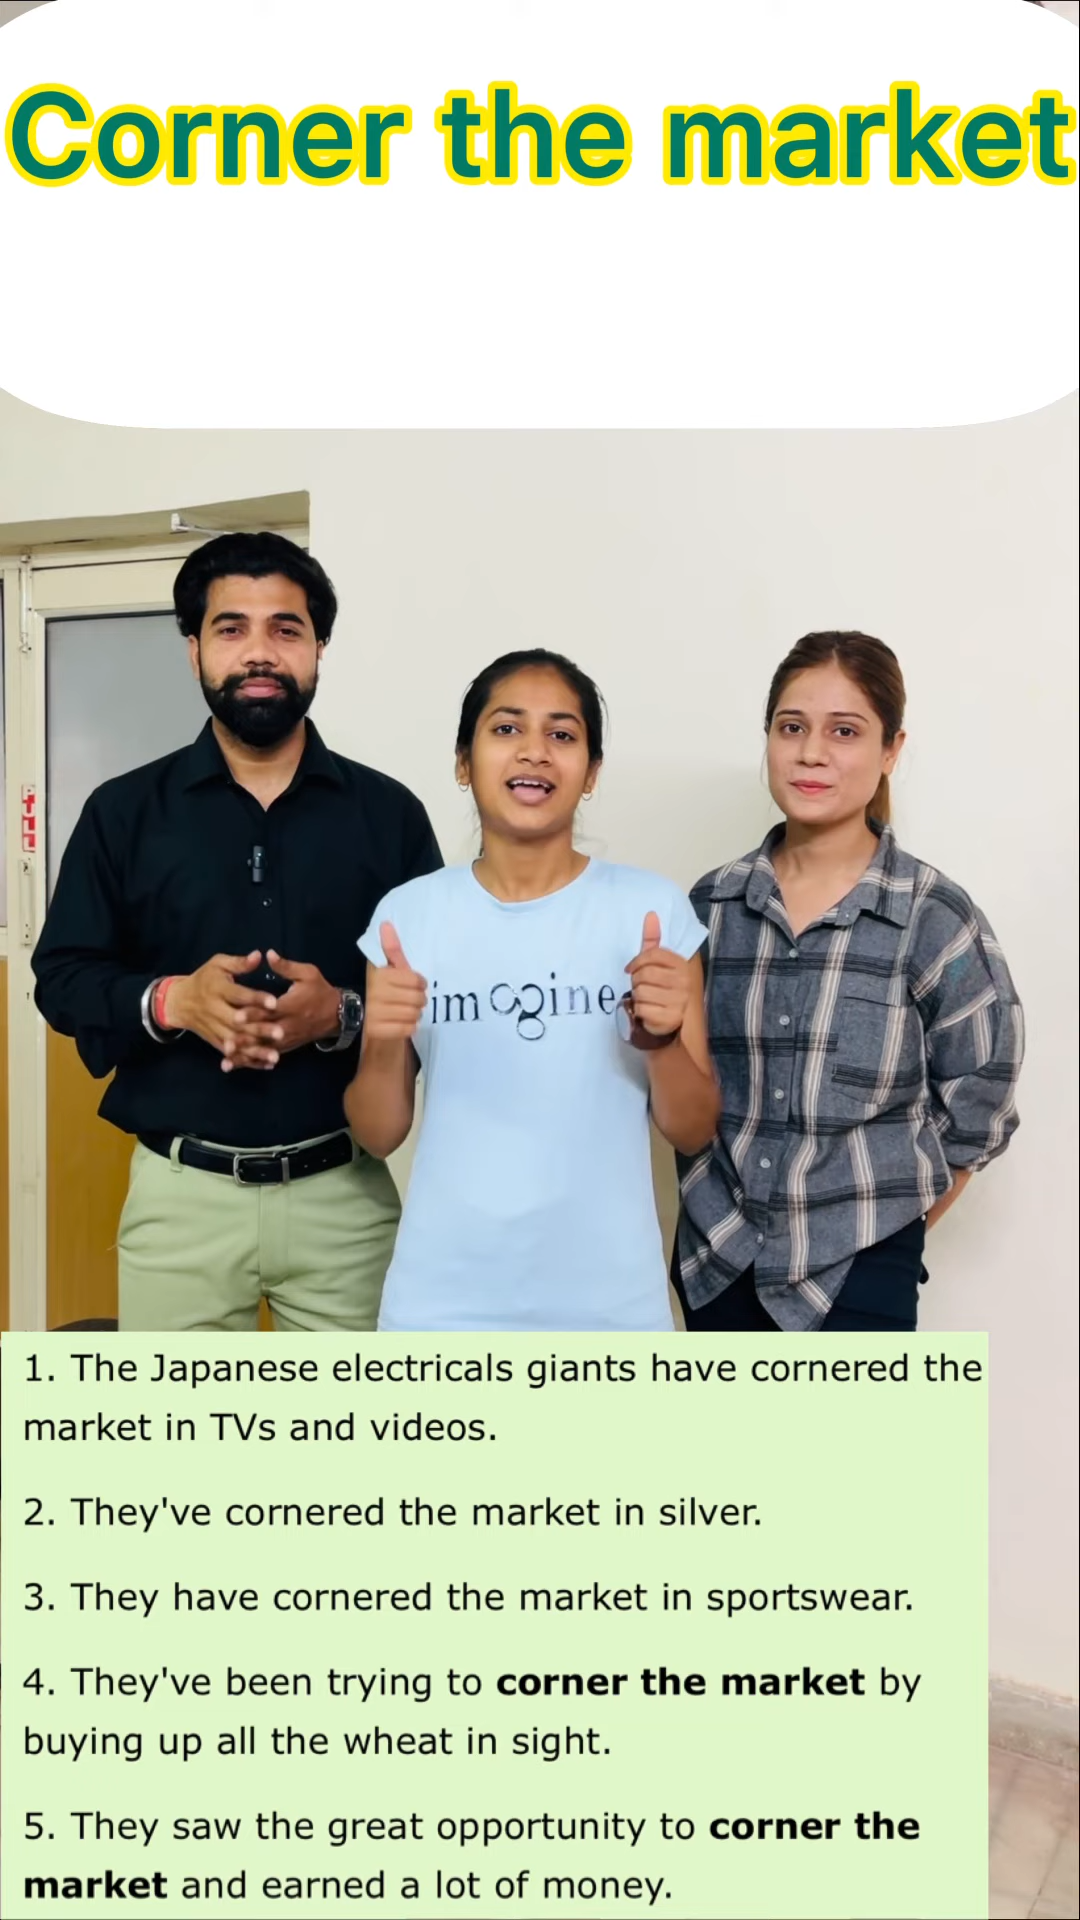 Corner the market
imagine
1. The Japanese electricals giants have cornered the
market in TVs and videos.
2. They've cornered the market in silver.
3. They have cornered the market in sportswear.
4. They've been trying to corner the market by
buying up all the wheat in sight.
5. They saw the great opportunity to corner the
market and earned a lot of money.